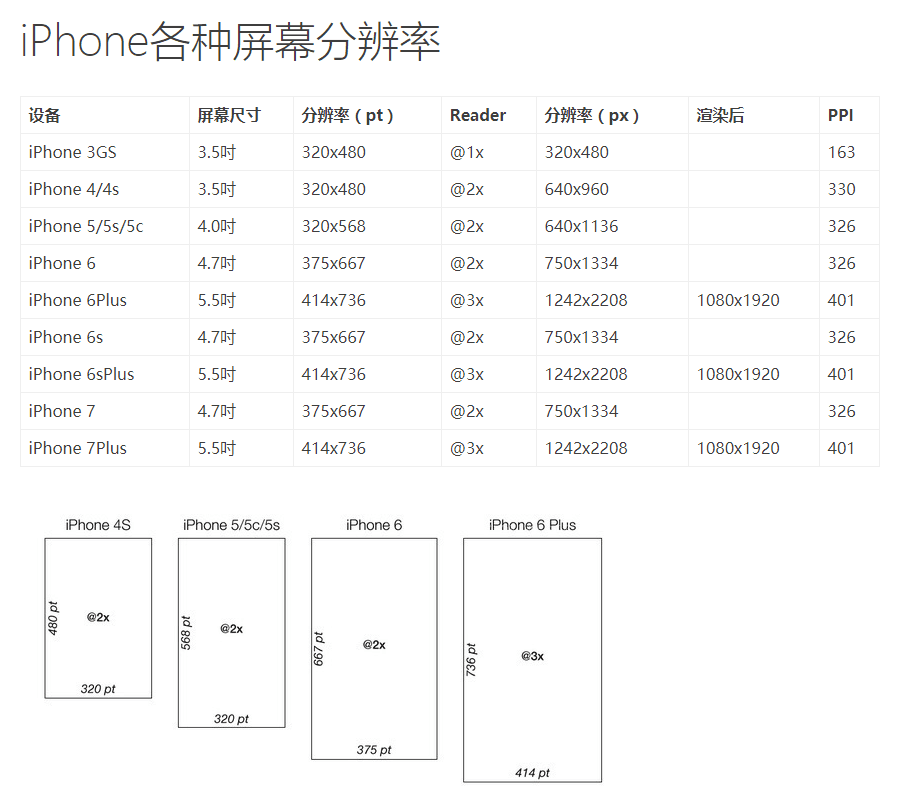 iPhone各种屏幕分辨率
设备 屏幕尺寸 分辨率（pt） Reader 分辨率（px） 渲染后 PPI
iPhone 3GS 3.5吋 320x480 @1x 320x480 163
iPhone 4/4s 3.5吋 320x480 @2x 640x960 330
iPhone 5/5s/5c 4.0吋 320x568 @2x 640x1136 326
iPhone 6 4.7吋 375x667 @2x 750x1334 326
iPhone 6Plus 5.5吋 414x736 @3x 1242x2208 1080x1920 401
iPhone 6s 4.7吋 375x667 @2x 750x1334 326
iPhone 6sPlus 5.5吋 414x736 @3x 1242x2208 1080x1920 401
iPhone 7 4.7吋 375x667 @2x 750x1334 326
iPhone 7Plus 5.5吋 414x736 @3x 1242x2208 1080x1920 401
iPhone 4S
480 pt
@2x
320 pt
iPhone 5/5c/5s
568 pt
@2x
320 pt
iPhone 6
667 pt
@2x
375 pt
iPhone 6 Plus
736 pt
@3x
414 pt